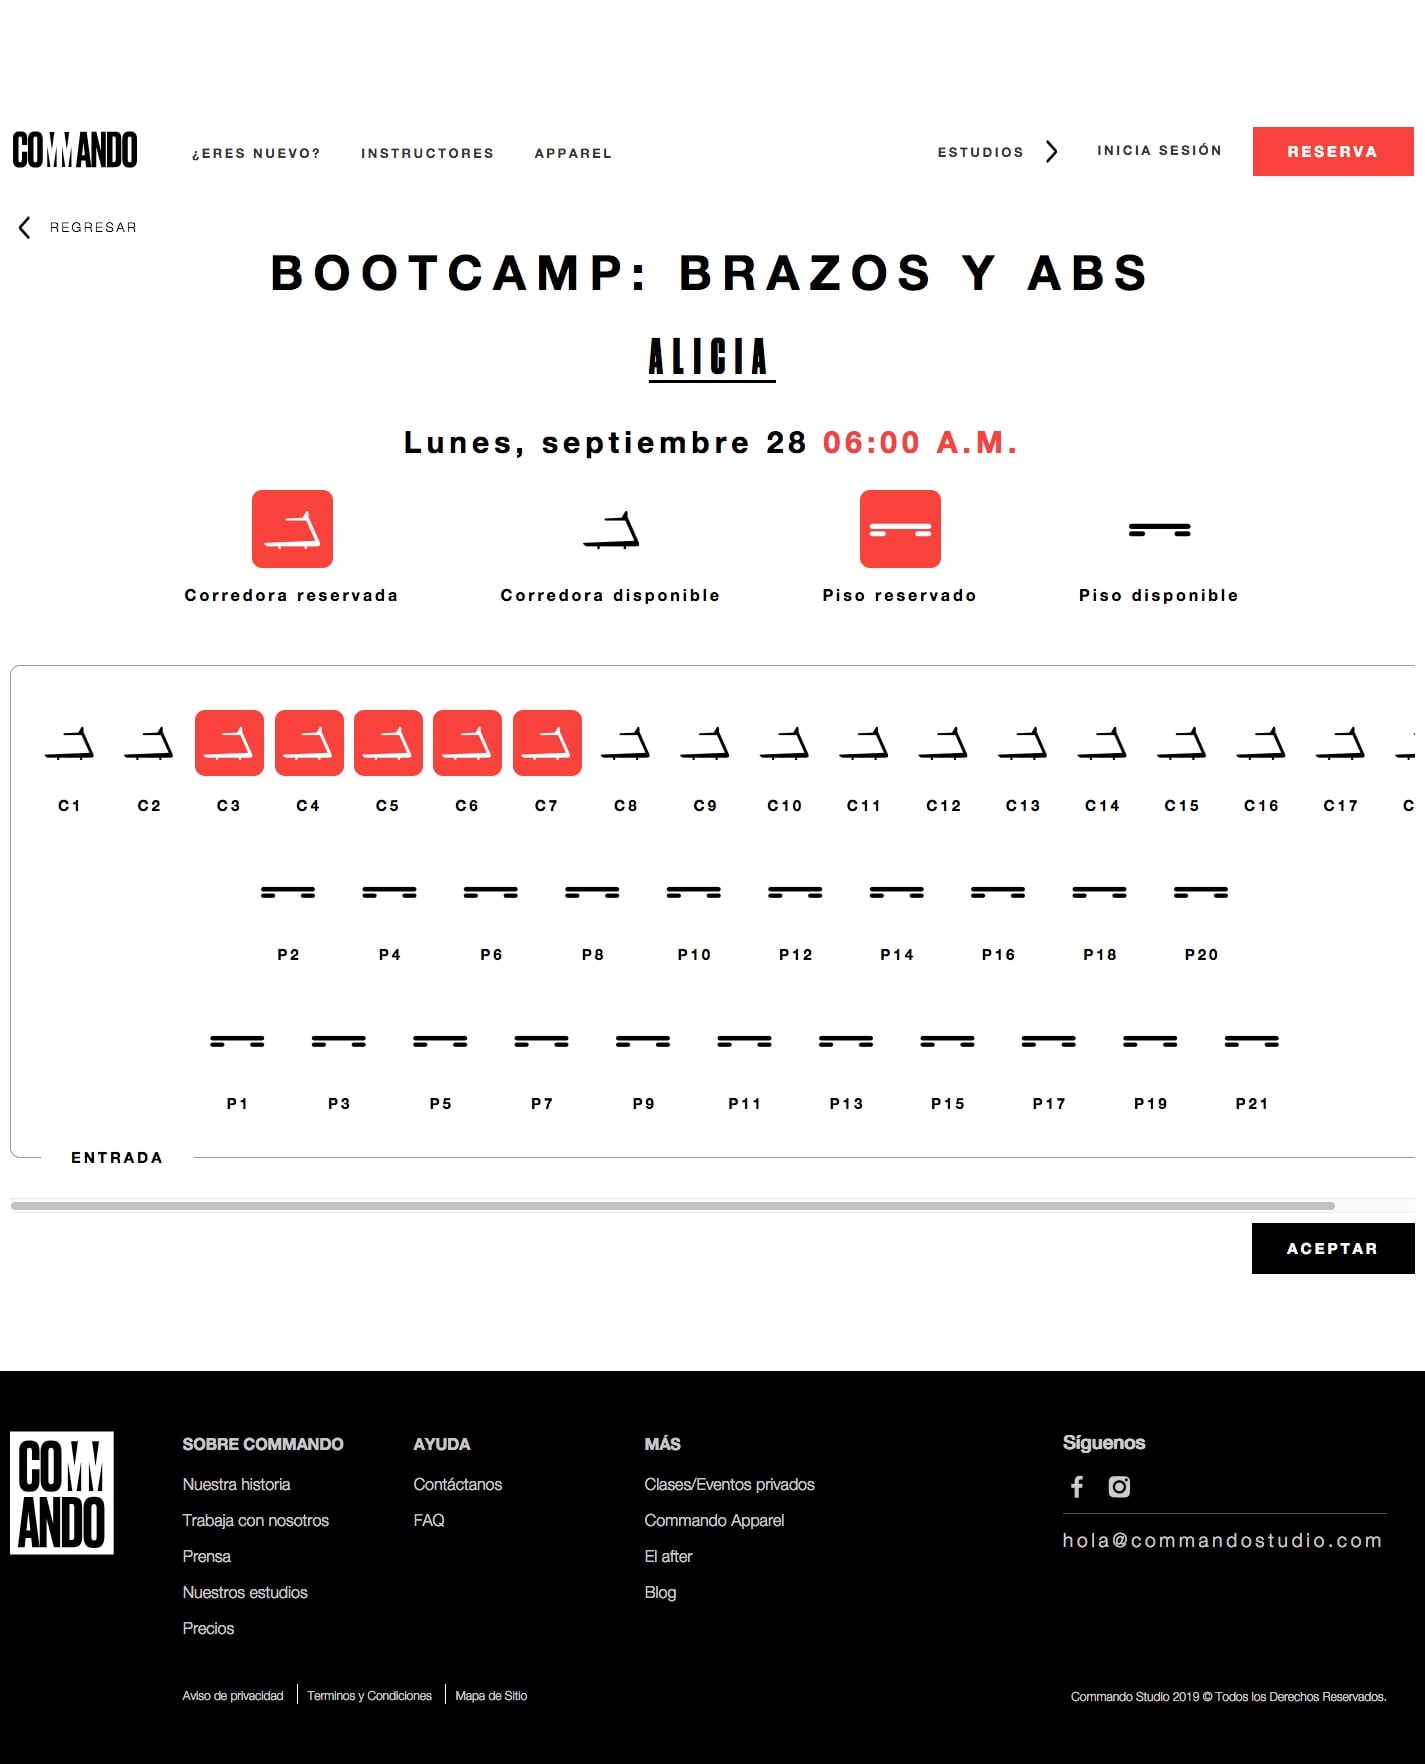 COMMANDO ¿ERES NUEVO? INSTRUCTORES APPAREL ESTUDIOS INICIA SESIÓN RESERVA
REGRESAR
BOOTCAMP: BRAZOS Y ABS
ALICIA
Lunes, septiembre 28 06:00 A.M.
Corredora reservada Corredora disponible Piso reservado Piso disponible
C1 C2 C3 C4 C5 C6 C7 C8 C9 C10 C11 C12 C13 C14 C15 C16 C17 C
P2 P4 P6 P8 P10 P12 P14 P16 P18 P20
P1 P3 P5 P7 P9 P11 P13 P15 P17 P19 P21
ENTRADA
ACEPTAR
COMM
ANDO
SOBRE COMMANDO
Nuestra historia
Trabaja con nosotros
Prensa
Nuestros estudios
Precios
AYUDA
Contáctanos
FAQ
MÁS
Clases/Eventos privados
Commando Apparel
El after
Blog
Síguenos
hola@commandostudio.com
Aviso de privacidad Terminos y Condiciones Mapa de Sitio
Commando Studio 2019 © Todos los Derechos Reservados.